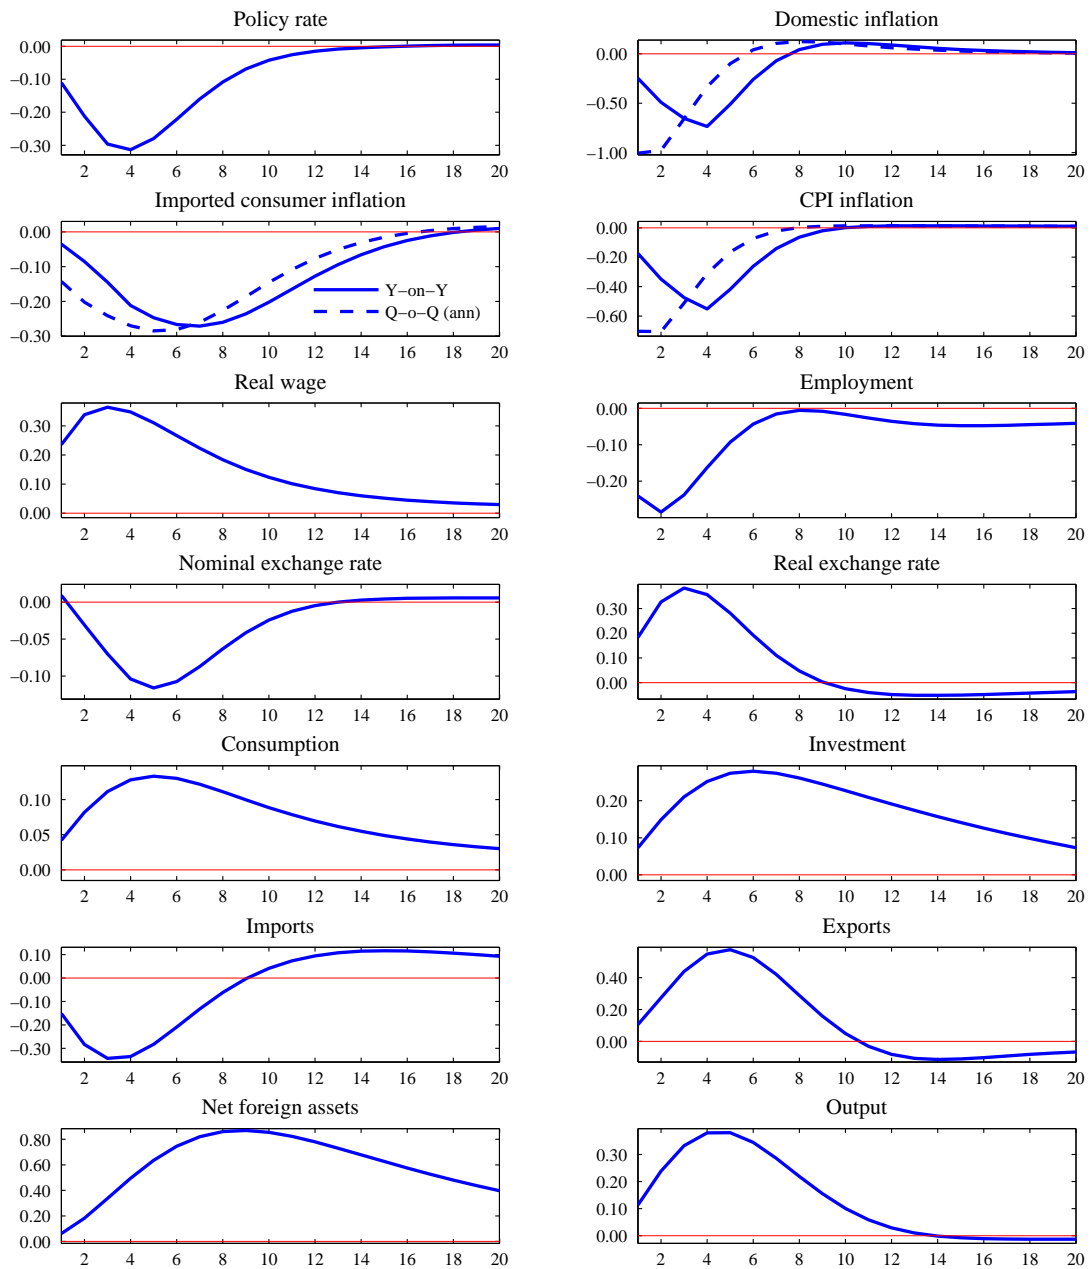 Policy rate
0.00
−0.10
−0.20
−0.30
2 4 6 8 10 12 14 16 18 20
Domestic inflation
0.00
−0.50
−1.00
2 4 6 8 10 12 14 16 18 20
Imported consumer inflation
0.00
−0.10
−0.20
−0.30
Y−on−Y
Q−o−Q (ann)
2 4 6 8 10 12 14 16 18 20
CPI inflation
0.00
−0.20
−0.40
−0.60
2 4 6 8 10 12 14 16 18 20
Real wage
0.30
0.20
0.10
0.00
2 4 6 8 10 12 14 16 18 20
Employment
0.00
−0.10
−0.20
2 4 6 8 10 12 14 16 18 20
Nominal exchange rate
0.00
−0.05
−0.10
2 4 6 8 10 12 14 16 18 20
Real exchange rate
0.30
0.20
0.10
0.00
2 4 6 8 10 12 14 16 18 20
Consumption
0.10
0.05
0.00
2 4 6 8 10 12 14 16 18 20
Investment
0.20
0.10
0.00
2 4 6 8 10 12 14 16 18 20
Imports
0.10
0.00
−0.10
−0.20
−0.30
2 4 6 8 10 12 14 16 18 20
Exports
0.40
0.20
0.00
2 4 6 8 10 12 14 16 18 20
Net foreign assets
0.80
0.60
0.40
0.20
0.00
2 4 6 8 10 12 14 16 18 20
Output
0.30
0.20
0.10
0.00
2 4 6 8 10 12 14 16 18 20